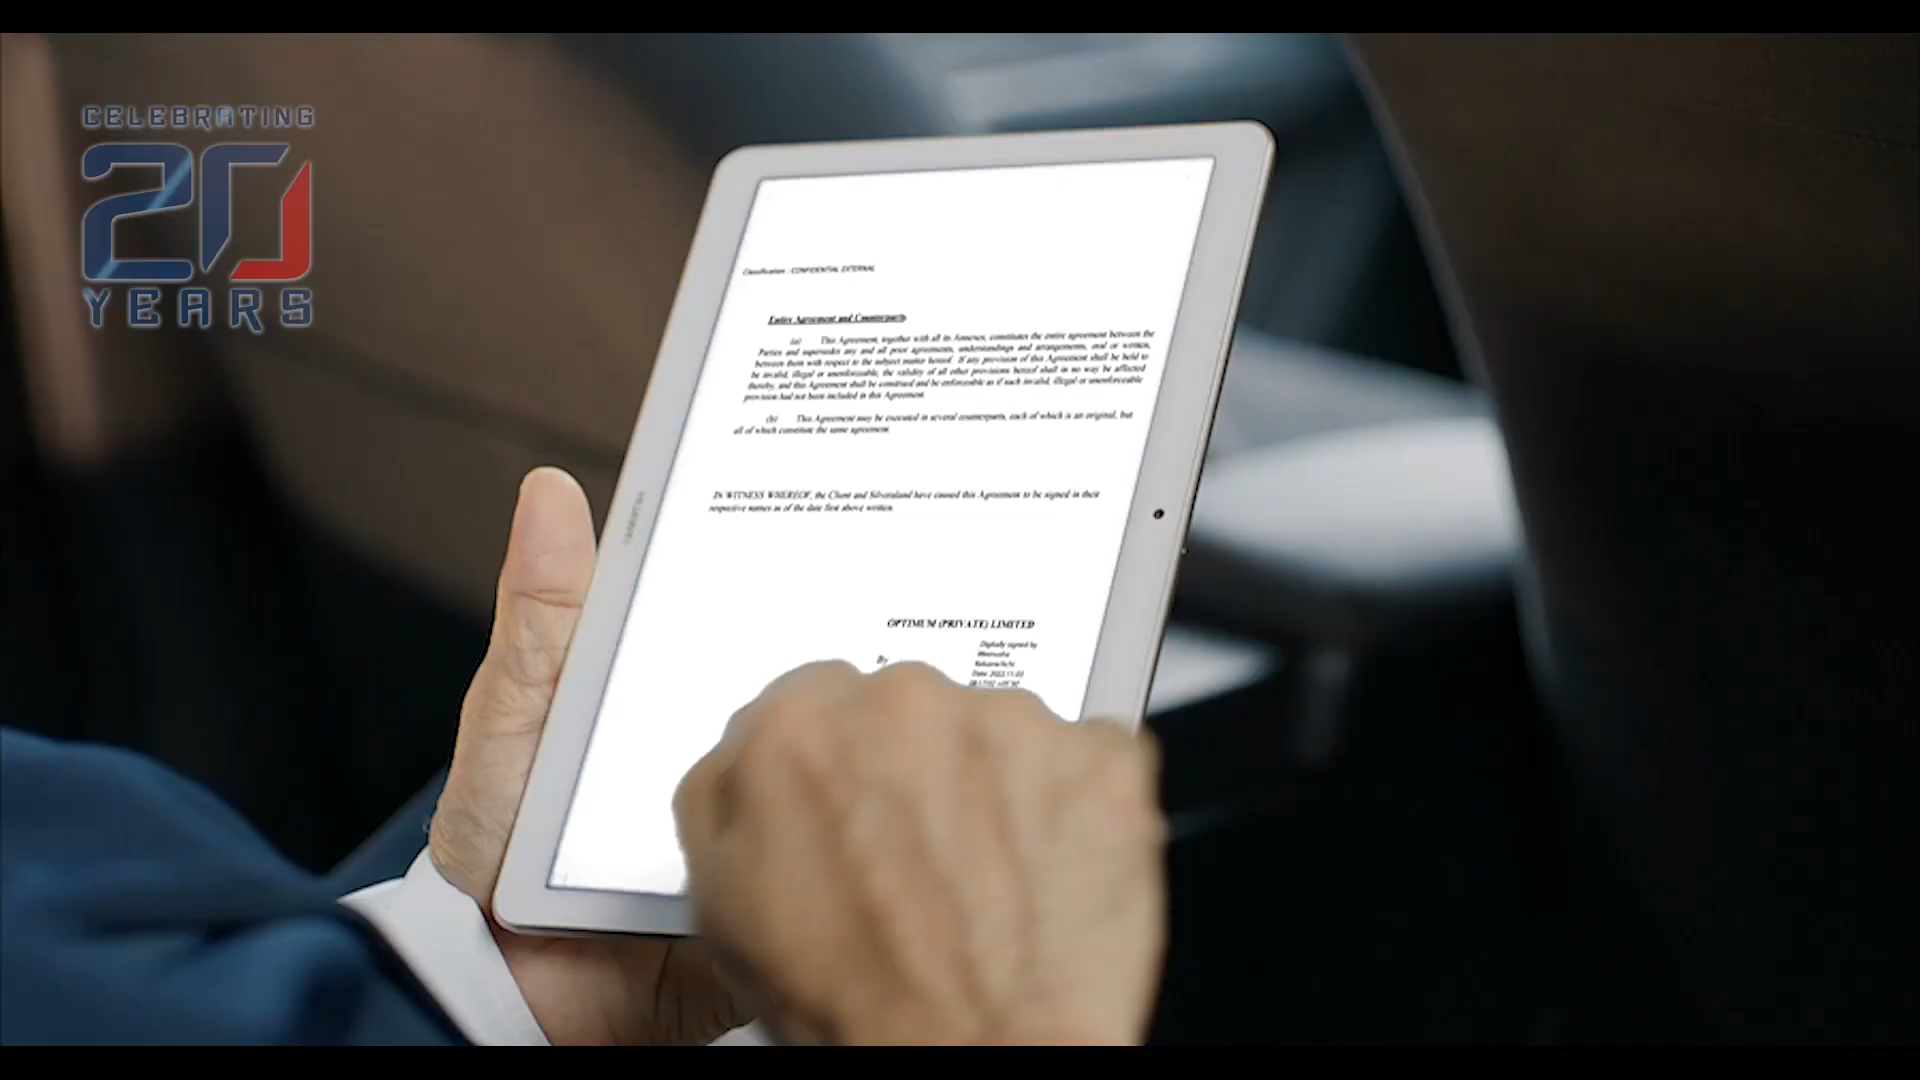 CELEBRATING
20
YEARS
Classification : CONFIDENTIAL EXTERNAL
Entire Agreement and Counterparts
(a) This Agreement, together with all its Annexes, constitutes the entire agreement between the
Parties and supersedes any and all prior agreements, understandings and arrangements, oral or written,
between them with respect to the subject matter hereof. If any provision of this Agreement shall be held to
be invalid, illegal or unenforceable, the validity of all other provisions hereof shall in no way be affected
thereby, and this Agreement shall be construed and be enforceable as if such invalid, illegal or unenforceable
provision had not been included in this Agreement.
(b) This Agreement may be executed in several counterparts, each of which is an original, but
all of which constitute the same agreement.
IN WITNESS WHEREOF, the Client and Silveraland have caused this Agreement to be signed in their
respective names as of the date first above written.
OPTIMUM (PRIVATE) LIMITED
Digitally signed by
By
Date: 2022.11.03